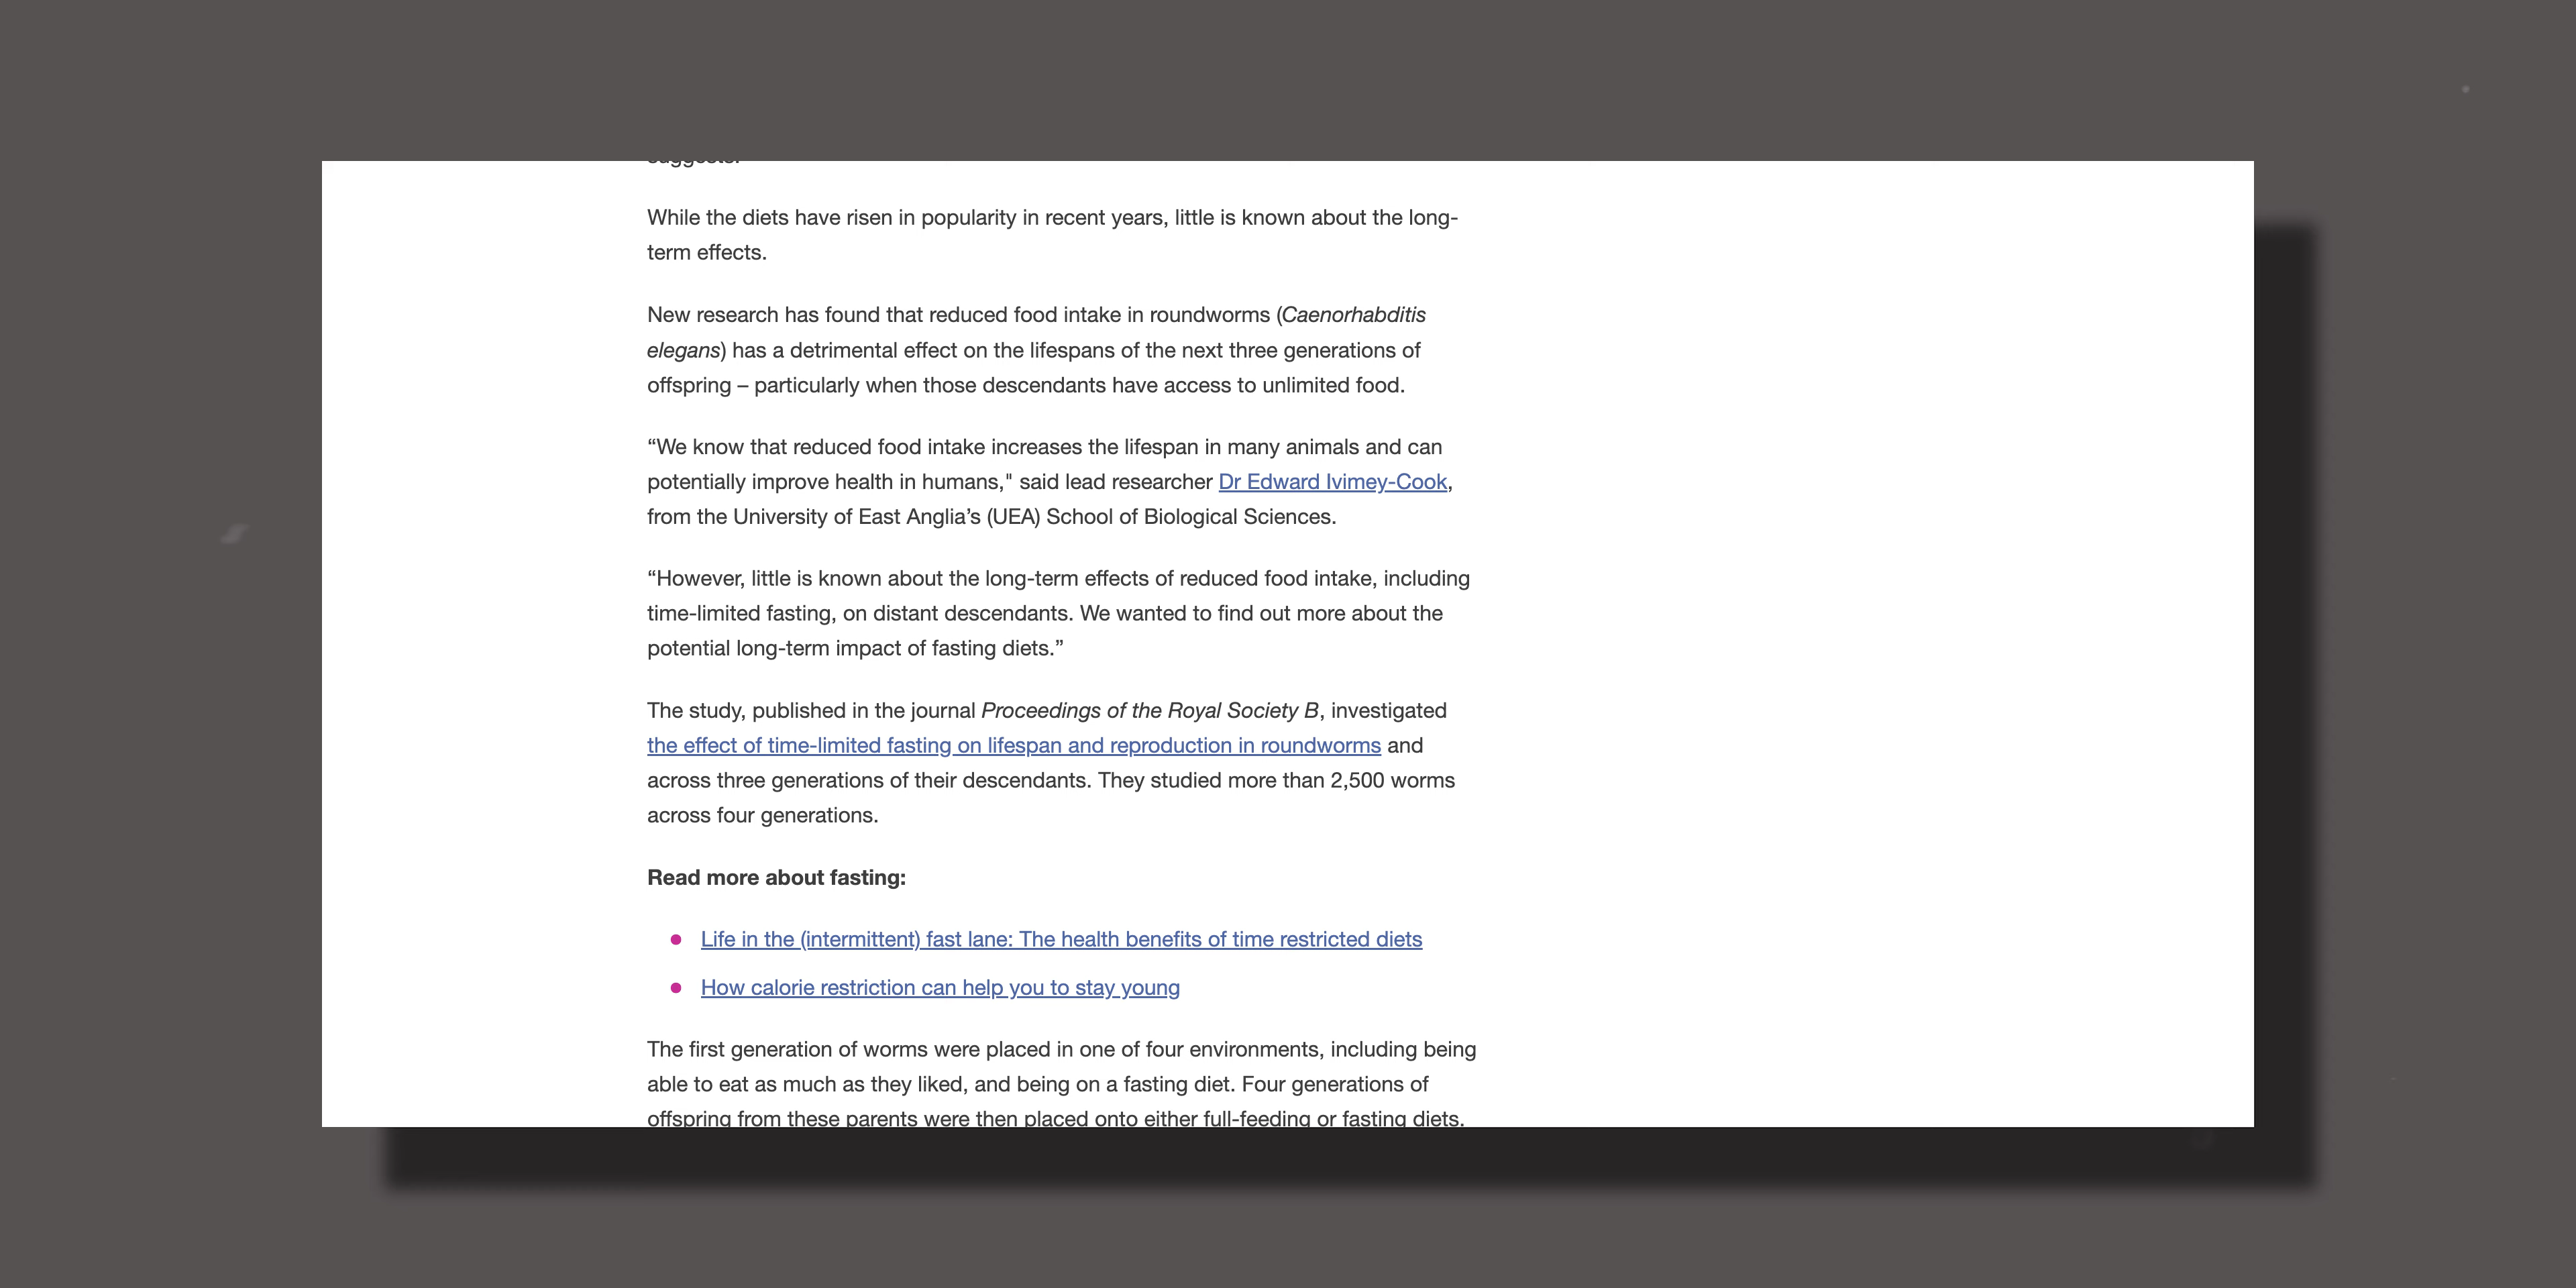 suggests.
While the diets have risen in popularity in recent years, little is known about the long-
term effects.
New research has found that reduced food intake in roundworms (Caenorhabditis
elegans) has a detrimental effect on the lifespans of the next three generations of
offspring – particularly when those descendants have access to unlimited food.
“We know that reduced food intake increases the lifespan in many animals and can
potentially improve health in humans," said lead researcher Dr Edward Ivimey-Cook,
from the University of East Anglia’s (UEA) School of Biological Sciences.
“However, little is known about the long-term effects of reduced food intake, including
time-limited fasting, on distant descendants. We wanted to find out more about the
potential long-term impact of fasting diets.”
The study, published in the journal Proceedings of the Royal Society B, investigated
the effect of time-limited fasting on lifespan and reproduction in roundworms and
across three generations of their descendants. They studied more than 2,500 worms
across four generations.
Read more about fasting:
• Life in the (intermittent) fast lane: The health benefits of time restricted diets
• How calorie restriction can help you to stay young
The first generation of worms were placed in one of four environments, including being
able to eat as much as they liked, and being on a fasting diet. Four generations of
offspring from these parents were then placed onto either full-feeding or fasting diets.